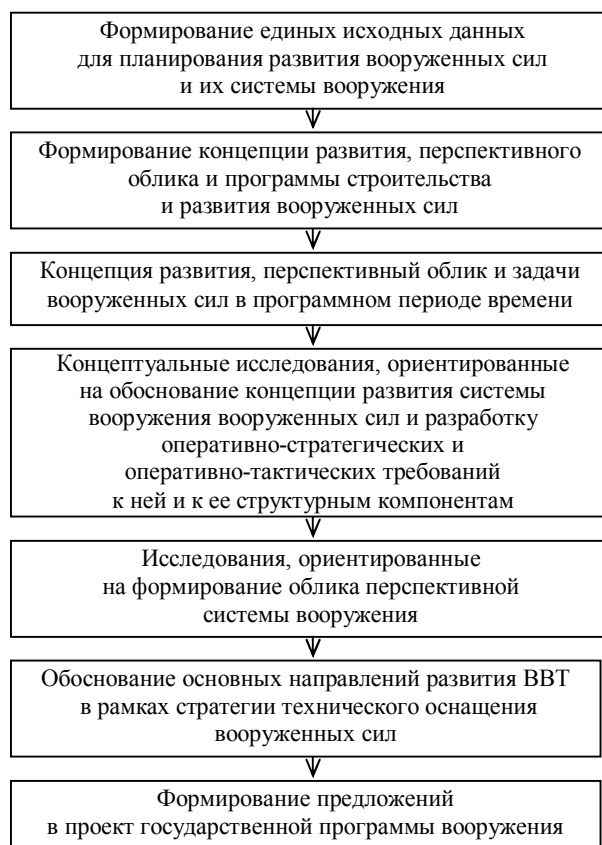 Формирование единых исходных данных
для планирования развития вооруженных сил
и их системы вооружения
Формирование концепции развития, перспективного
облика и программы строительства
и развития вооруженных сил
Концепция развития, перспективный облик и задачи
вооруженных сил в программном периоде времени
Концептуальные исследования, ориентированные
на обоснование концепции развития системы
вооружения вооруженных сил и разработку
оперативно-стратегических и
оперативно-тактических требований
к ней и к ее структурным компонентам
Исследования, ориентированные
на формирование облика перспективной
системы вооружения
Обоснование основных направлений развития ВВТ
в рамках стратегии технического оснащения
вооруженных сил
Формирование предложений
в проект государственной программы вооружения